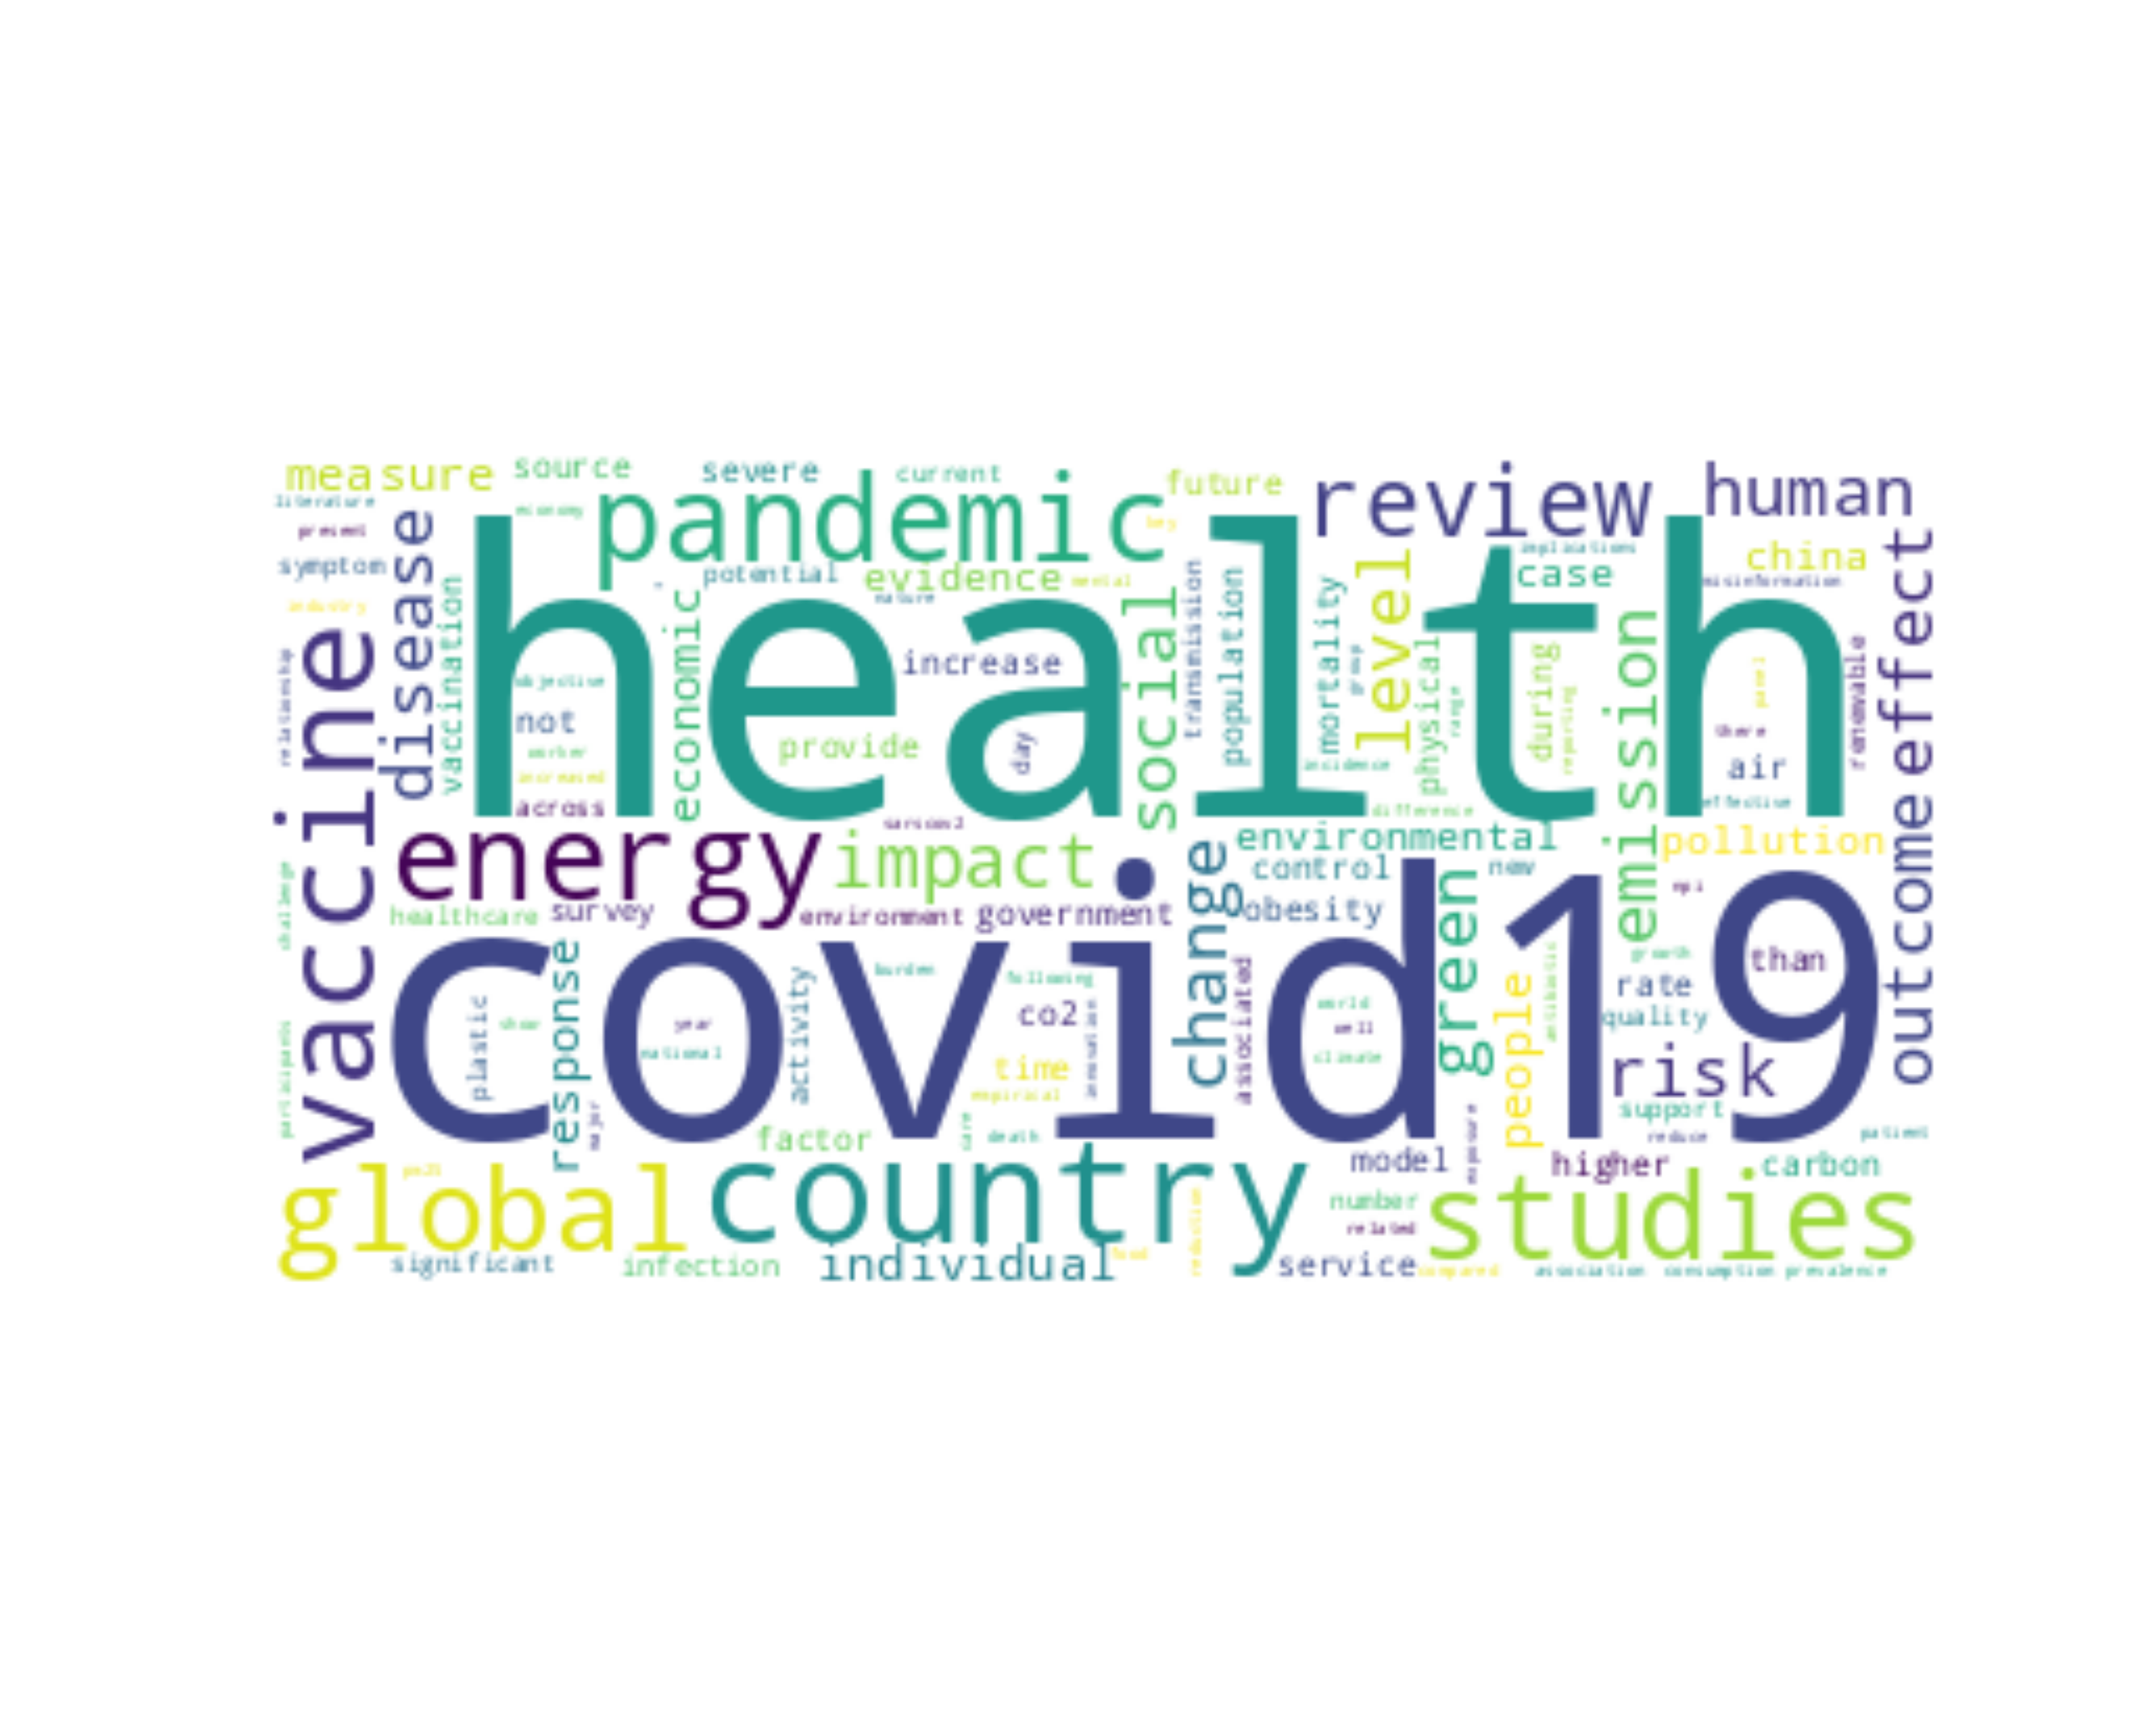 measure
source
severe
current
future
review
human
literature
economy
pandemic
key
present
disease
implications
china
symptom
potential
evidence
mental
case
misinformation
industry
vaccination
nature
health
effect
economic
social
transmission
population
mortality
group
level
physical
range
during
reporting
emission
panel
renewable
relationship
vaccine
increase
objective
not
provide
day
there
worker
increased
incidence
air
across
difference
effective
sarscov2
energy
impact
environmental
pollution
change
control
new
npi
challenge
healthcare
survey
environment
government
obesity
green
outcome
covid19
response
burden
following
associated
antibiotic
growth
than
plastic
show
year
national
activity
co2
innovation
world
well
climate
people
rate
quality
participants
time
empirical
risk
major
factor
care
death
exposure
support
reduce
patient
global
pm25
country
model
higher
carbon
number
related
studies
reduction
significant
infection
individual
food
service
compared
association
consumption
prevalence